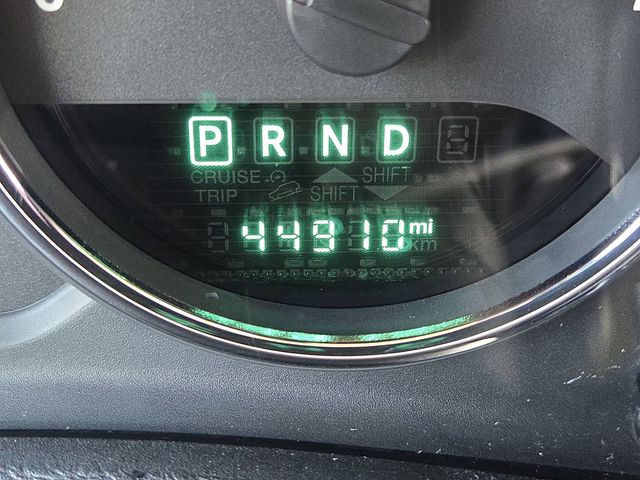 P R N D
CRUISE SHIFT
TRIP SHIFT
44910 mi
km